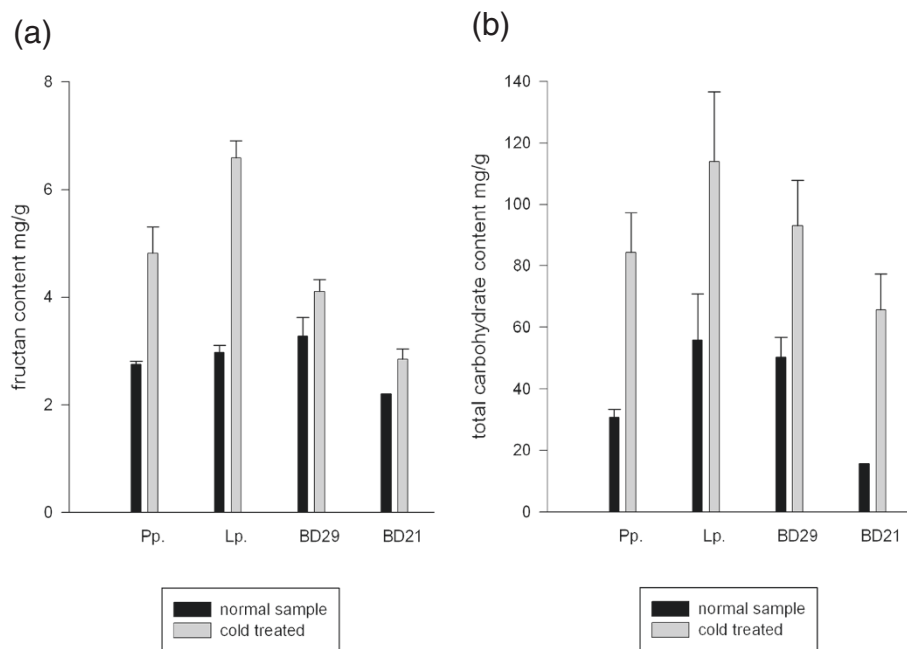 (a)
fructan content mg/g
8
6
4
2
0
Pp. Lp. BD29 BD21
normal sample
cold treated
(b)
total carbohydrate content mg/g
140
120
100
80
60
40
20
0
Pp. Lp. BD29 BD21
normal sample
cold treated